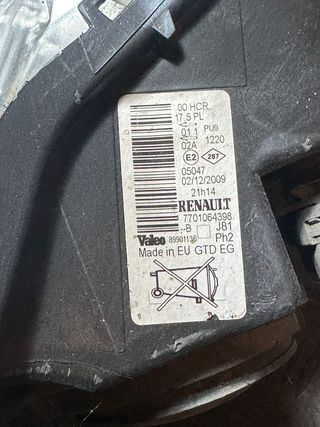 00 HCR
17,5 PL
01.1 PU9
02A 1220
E2 287
05047
02/12/2009
21h14
RENAULT
7701064398
--B J81
Valeo 89901136 Ph2
Made in EU GTD EG